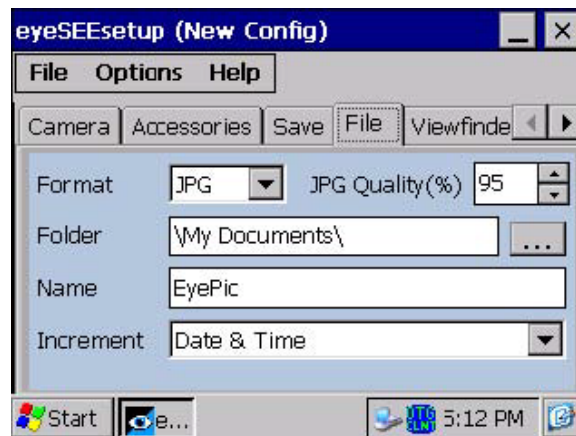 eyeSEEsetup (New Config)
File Options Help
Camera Accessories Save File Viewfinde
Format JPG JPG Quality(%) 95
Folder \My Documents\ ...
Name EyePic
Increment Date & Time
Start e... 5:12 PM